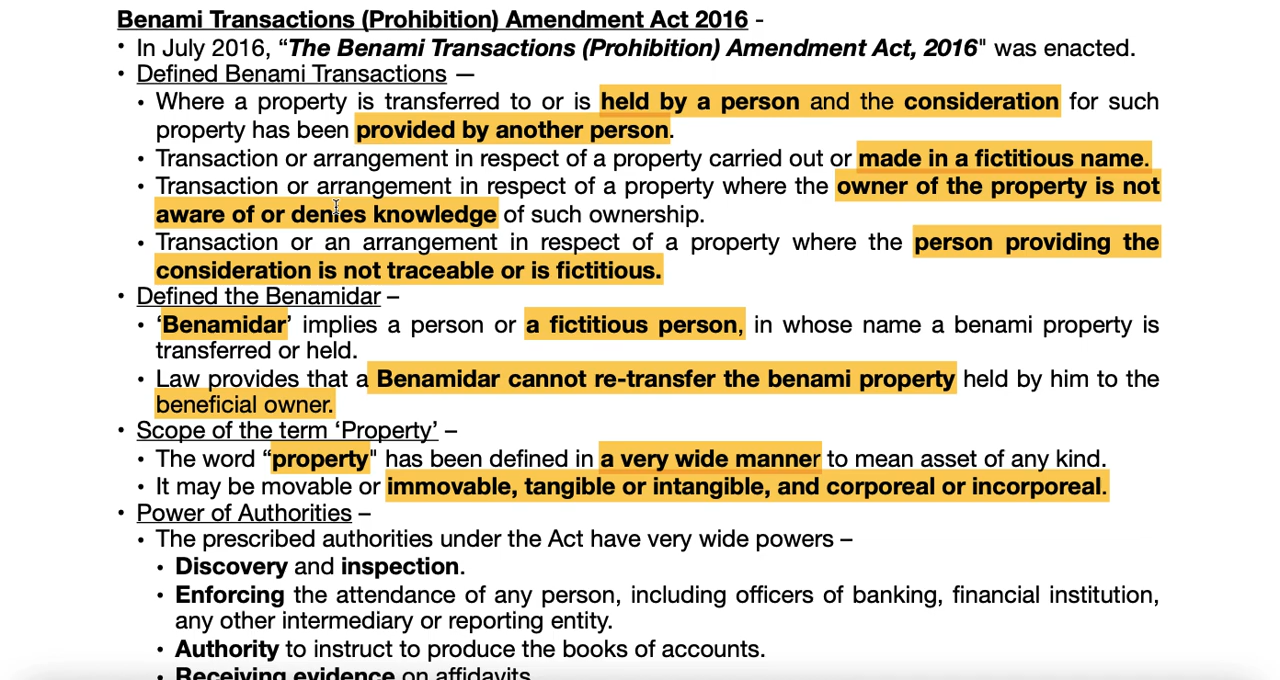 Benami Transactions (Prohibition) Amendment Act 2016 -
• In July 2016, “The Benami Transactions (Prohibition) Amendment Act, 2016" was enacted.
• Defined Benami Transactions —
• Where a property is transferred to or is held by a person and the consideration for such
property has been provided by another person.
• Transaction or arrangement in respect of a property carried out or made in a fictitious name.
• Transaction or arrangement in respect of a property where the owner of the property is not
aware of or denies knowledge of such ownership.
• Transaction or an arrangement in respect of a property where the person providing the
consideration is not traceable or is fictitious.
• Defined the Benamidar –
• ‘Benamidar’ implies a person or a fictitious person, in whose name a benami property is
transferred or held.
• Law provides that a Benamidar cannot re-transfer the benami property held by him to the
beneficial owner.
• Scope of the term ‘Property’ –
• The word “property" has been defined in a very wide manner to mean asset of any kind.
• It may be movable or immovable, tangible or intangible, and corporeal or incorporeal.
• Power of Authorities –
• The prescribed authorities under the Act have very wide powers –
• Discovery and inspection.
• Enforcing the attendance of any person, including officers of banking, financial institution,
any other intermediary or reporting entity.
• Authority to instruct to produce the books of accounts.
• Receiving evidence on affidavits.